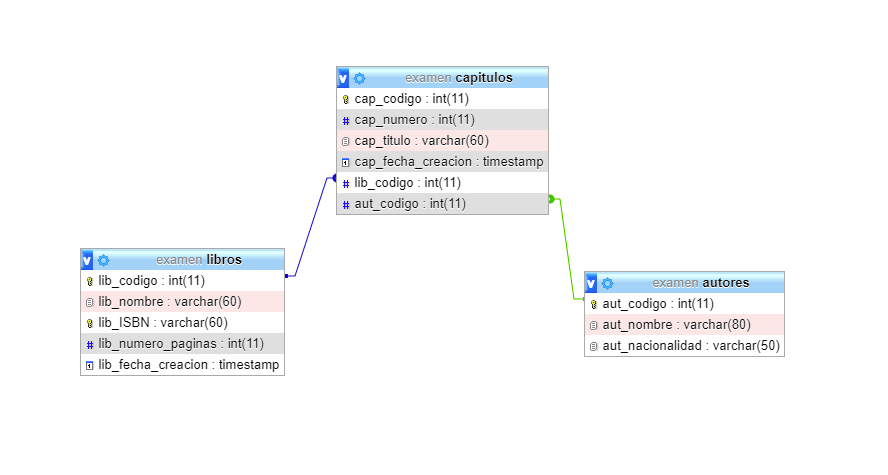 examen capitulos
cap_codigo : int(11)
cap_numero : int(11)
cap_titulo : varchar(60)
cap_fecha_creacion : timestamp
lib_codigo : int(11)
aut_codigo : int(11)
examen libros
lib_codigo : int(11)
lib_nombre : varchar(60)
lib_ISBN : varchar(60)
lib_numero_paginas : int(11)
lib_fecha_creacion : timestamp
examen autores
aut_codigo : int(11)
aut_nombre : varchar(80)
aut_nacionalidad : varchar(50)